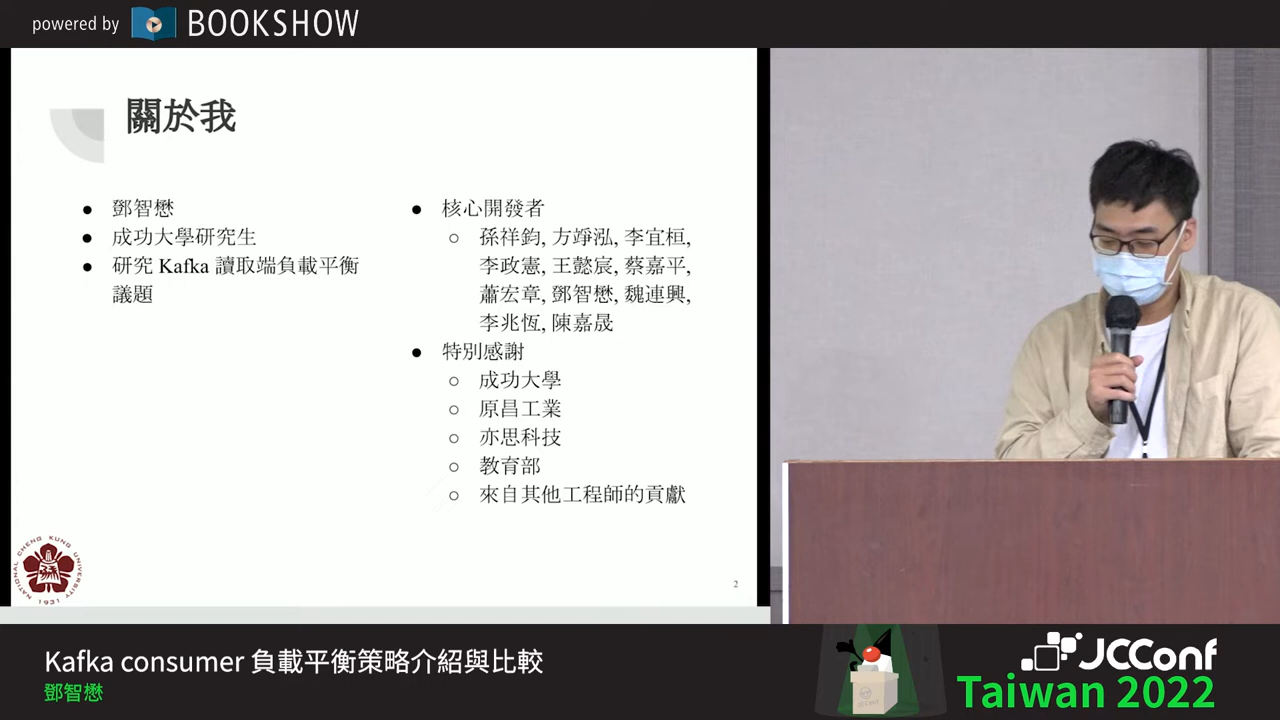 powered by BOOKSHOW
關於我
鄧智懋
成功大學研究生
研究 Kafka 讀取端負載平衡
議題
核心開發者
孫祥鈞, 方竫泓, 李宜桓,
李政憲, 王懿宸, 蔡嘉平,
蕭宏章, 鄧智懋, 魏連興,
李兆恆, 陳嘉晟
特別感謝
成功大學
原昌工業
亦思科技
教育部
來自其他工程師的貢獻
NATIONAL CHENG KUNG UNIVERSITY
1931
2
Kafka consumer 負載平衡策略介紹與比較
鄧智懋
JCConf
Taiwan 2022